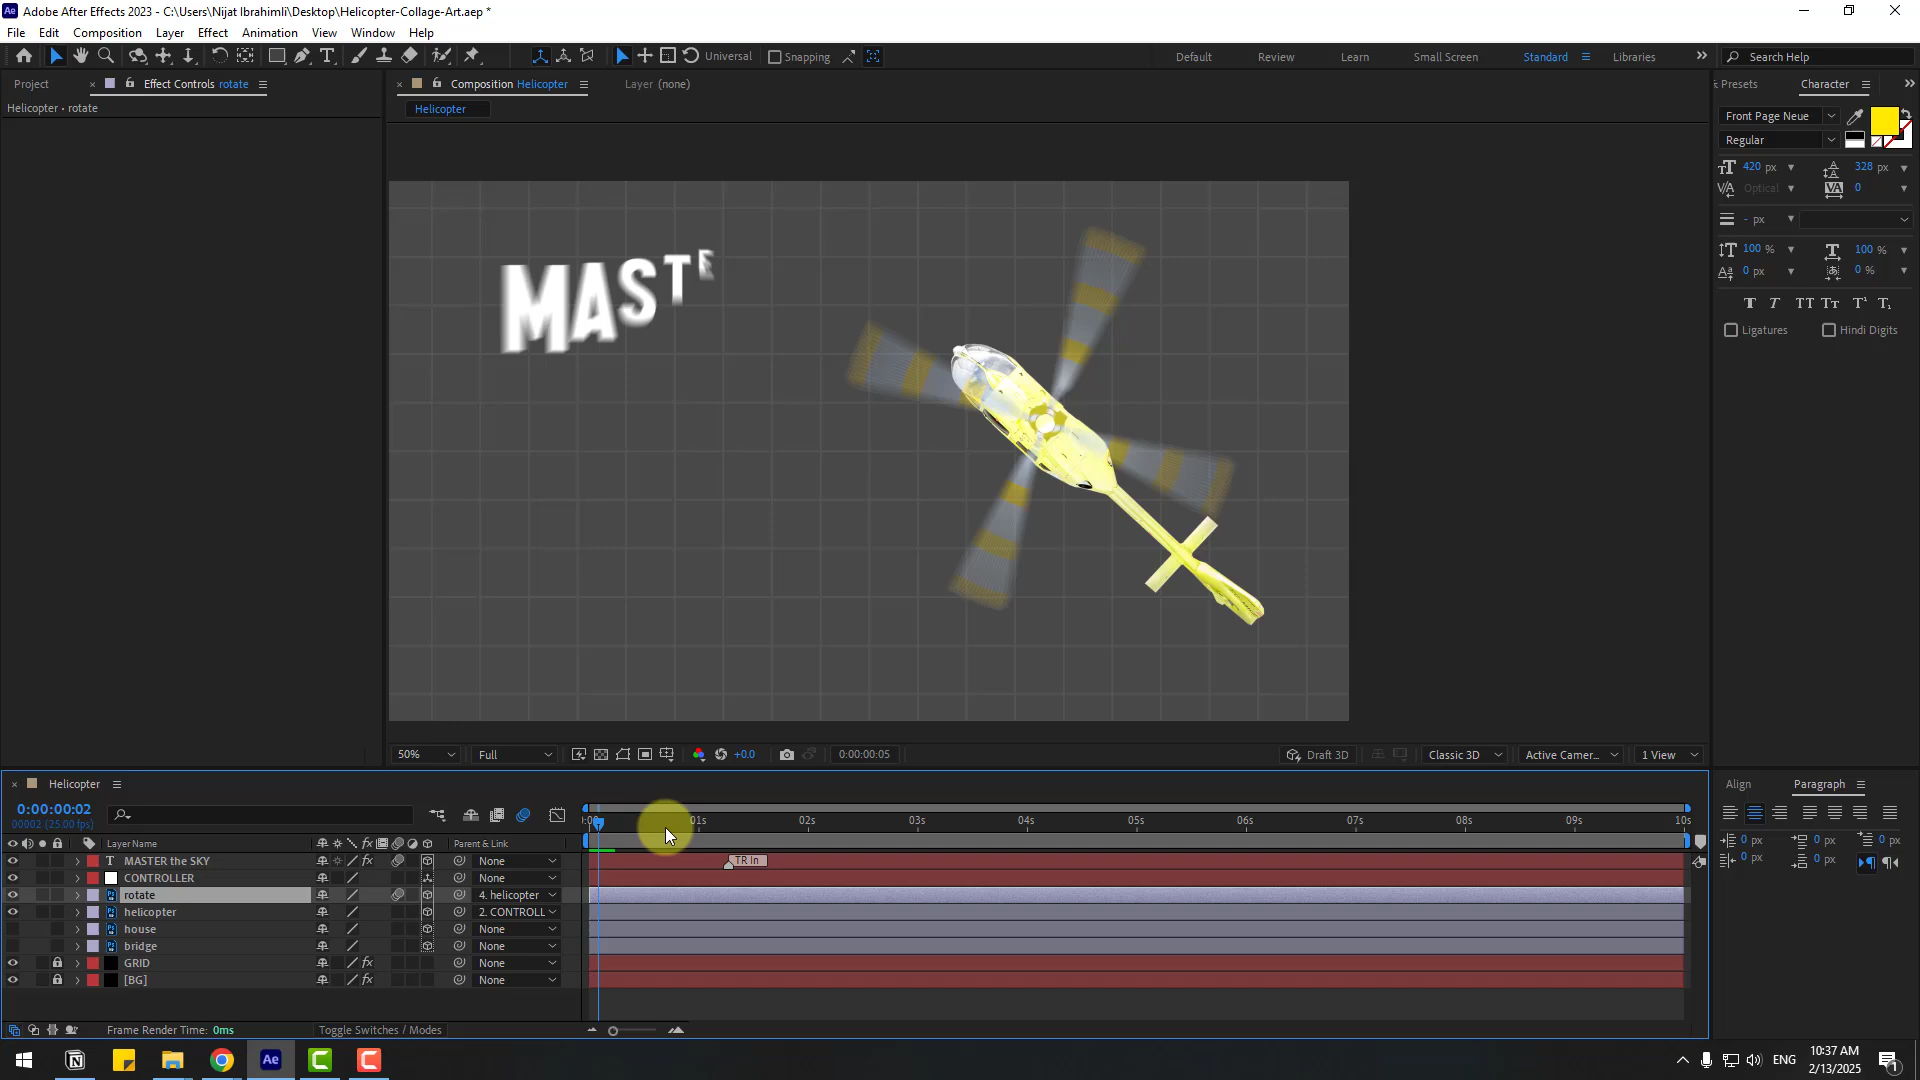 Adobe After Effects 2023 - C:\Users\Nijat Ibrahimli\Desktop\Helicopter-Collage-Art.aep *
File Edit Composition Layer Effect Animation View Window Help
Universal Snapping Default Review Learn Small Screen Standard Libraries Search Help
Project Effect Controls rotate Composition Helicopter Layer (none) Presets Character
Helicopter • rotate
Helicopter
Front Page Neue
Regular
420 px 328 px
Optical 0
- px
100 % 100 %
0 px 0 %
Ligatures Hindi Digits
MASTE
50% Full +0.0 0:00:00:05 Draft 3D Classic 3D Active Camer... 1 View
Helicopter
Align Paragraph
0:00:00:02
00002 (25.00 fps)
01s 02s 03s 04s 05s 06s 07s 08s 09s 10s
0 px 0 px 0 px
0 px 0 px
Layer Name Parent & Link
MASTER the SKY None TR In
CONTROLLER None
rotate 4. helicopter
helicopter 2. CONTROLL
house None
bridge None
GRID None
[BG] None
Frame Render Time: 0ms Toggle Switches / Modes
ENG
10:37 AM
2/13/2025
1